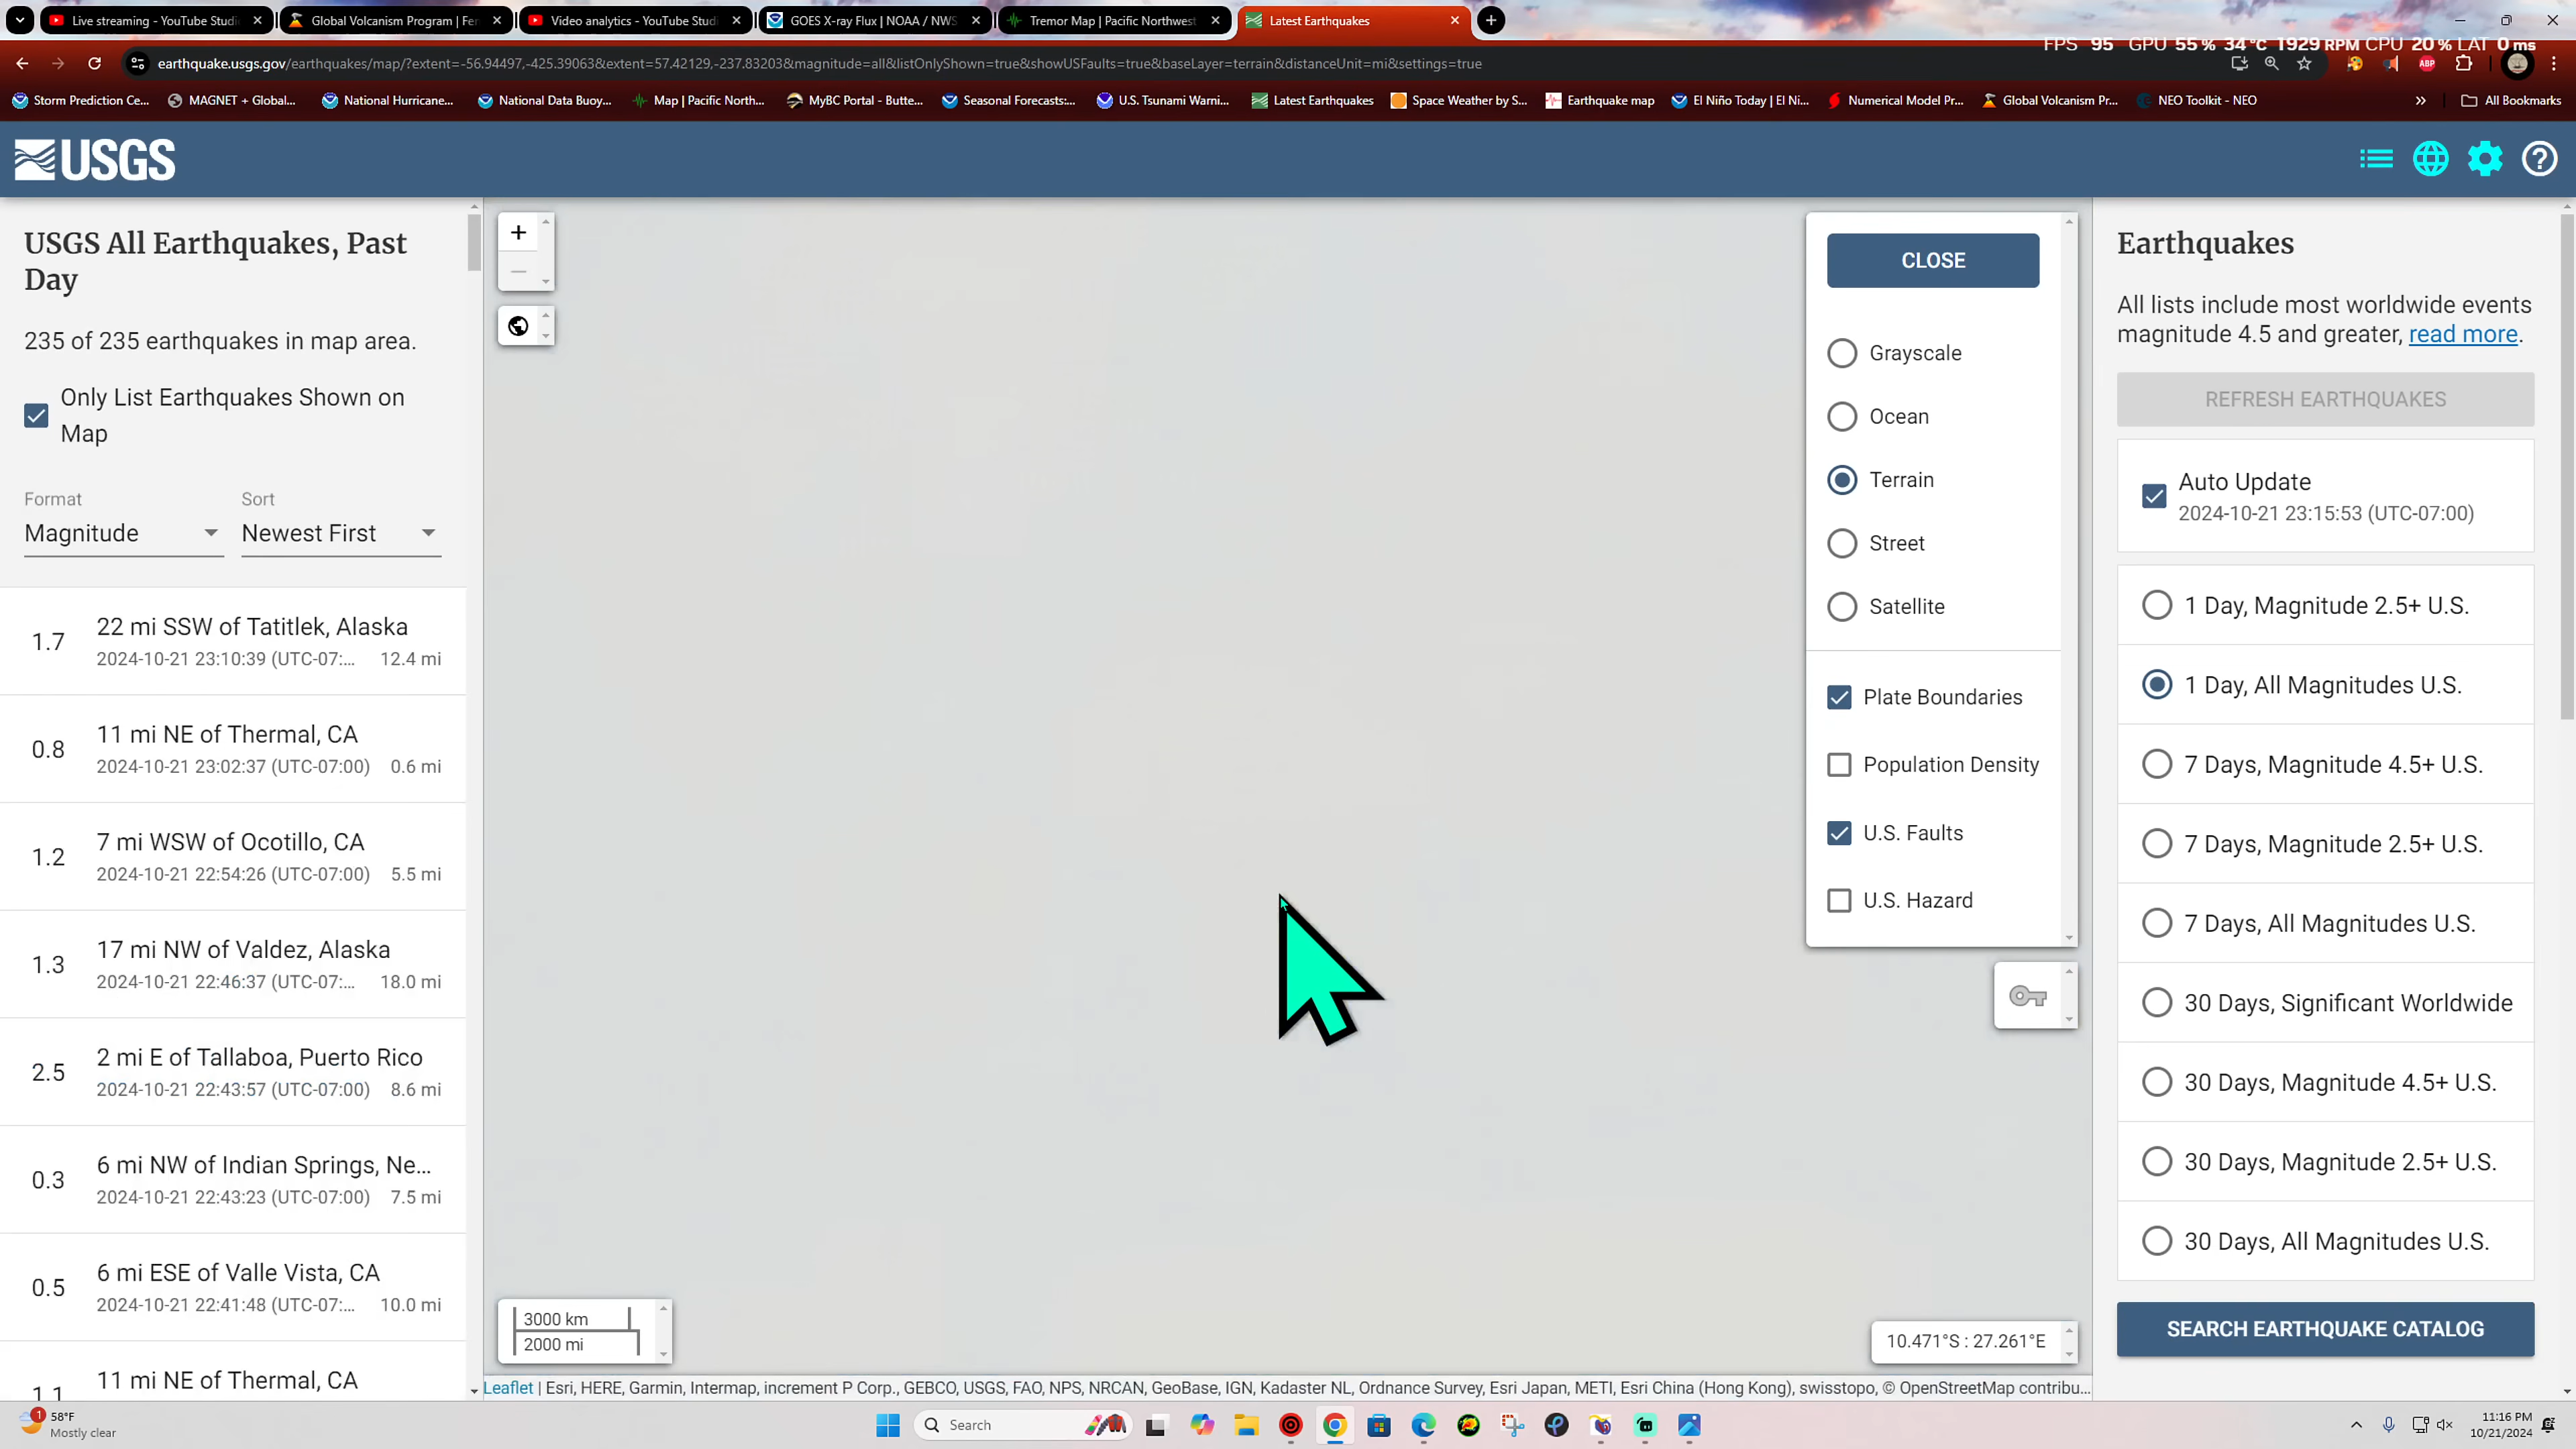 Live streaming - YouTube Studi
Global Volcanism Program | Fer
Video analytics - YouTube Studi
GOES X-ray Flux | NOAA / NWS
Tremor Map | Pacific Northwest
Latest Earthquakes
FPS 95 GPU 55 % 34 °C 1929 RPM CPU 20 % LAT 0 ms
earthquake.usgs.gov/earthquakes/map/?extent=-56.94497,-425.39063&extent=57.42129,-237.83203&magnitude=all&listOnlyShown=true&showUSFaults=true&baseLayer=terrain&distanceUnit=mi&settings=true
ABP
Storm Prediction Ce...
MAGNET + Global...
National Hurricane...
National Data Buoy...
Map | Pacific North...
MyBC Portal - Butte...
Seasonal Forecasts:...
U.S. Tsunami Warni...
Latest Earthquakes
Space Weather by S...
Earthquake map
El Niño Today | El Ni...
Numerical Model Pr...
Global Volcanism Pr...
NEO Toolkit - NEO
All Bookmarks
USGS
USGS All Earthquakes, Past
Day
235 of 235 earthquakes in map area.
Only List Earthquakes Shown on
Map
Format
Sort
Magnitude
Newest First
1.7
22 mi SSW of Tatitlek, Alaska
2024-10-21 23:10:39 (UTC-07:... 12.4 mi
0.8
11 mi NE of Thermal, CA
2024-10-21 23:02:37 (UTC-07:00) 0.6 mi
1.2
7 mi WSW of Ocotillo, CA
2024-10-21 22:54:26 (UTC-07:00) 5.5 mi
1.3
17 mi NW of Valdez, Alaska
2024-10-21 22:46:37 (UTC-07:... 18.0 mi
2.5
2 mi E of Tallaboa, Puerto Rico
2024-10-21 22:43:57 (UTC-07:00) 8.6 mi
0.3
6 mi NW of Indian Springs, Ne...
2024-10-21 22:43:23 (UTC-07:00) 7.5 mi
0.5
6 mi ESE of Valle Vista, CA
2024-10-21 22:41:48 (UTC-07:... 10.0 mi
1.1
11 mi NE of Thermal, CA
+
−
3000 km
2000 mi
CLOSE
Grayscale
Ocean
Terrain
Street
Satellite
Plate Boundaries
Population Density
U.S. Faults
U.S. Hazard
10.471°S : 27.261°E
Leaflet | Esri, HERE, Garmin, Intermap, increment P Corp., GEBCO, USGS, FAO, NPS, NRCAN, GeoBase, IGN, Kadaster NL, Ordnance Survey, Esri Japan, METI, Esri China (Hong Kong), swisstopo, © OpenStreetMap contribu...
Earthquakes
All lists include most worldwide events
magnitude 4.5 and greater, read more.
REFRESH EARTHQUAKES
Auto Update
2024-10-21 23:15:53 (UTC-07:00)
1 Day, Magnitude 2.5+ U.S.
1 Day, All Magnitudes U.S.
7 Days, Magnitude 4.5+ U.S.
7 Days, Magnitude 2.5+ U.S.
7 Days, All Magnitudes U.S.
30 Days, Significant Worldwide
30 Days, Magnitude 4.5+ U.S.
30 Days, Magnitude 2.5+ U.S.
30 Days, All Magnitudes U.S.
SEARCH EARTHQUAKE CATALOG
1
58°F
Mostly clear
Search
11:16 PM
10/21/2024